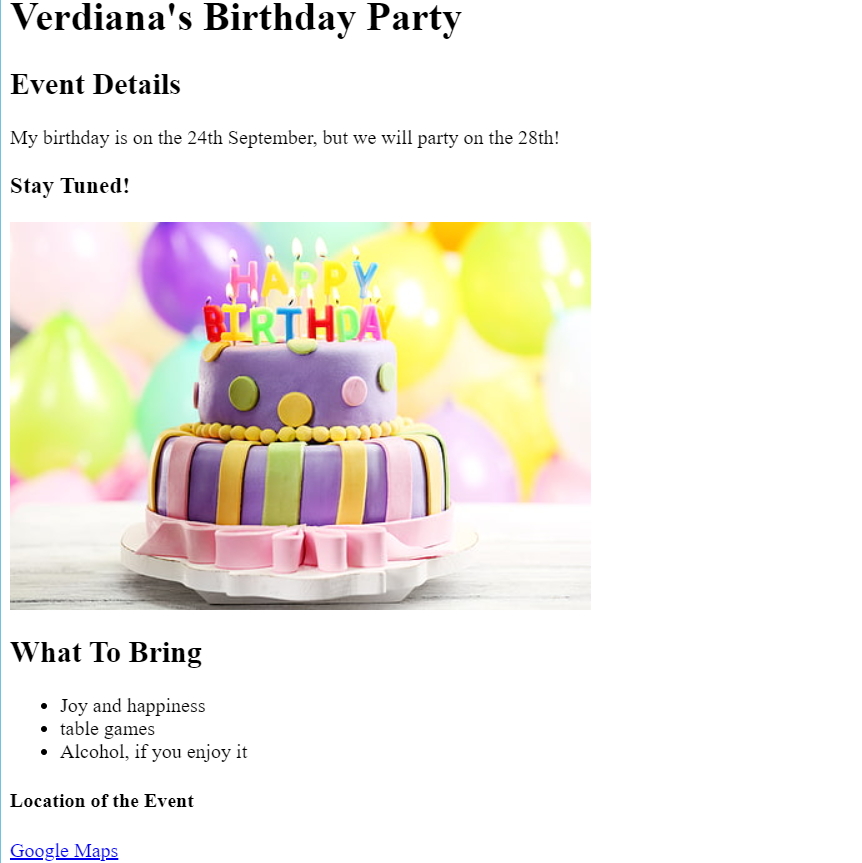 Verdiana's Birthday Party
Event Details
My birthday is on the 24th September, but we will party on the 28th!
Stay Tuned!
HAPPY
BIRTHDAY
What To Bring
Joy and happiness
table games
Alcohol, if you enjoy it
Location of the Event
Google Maps